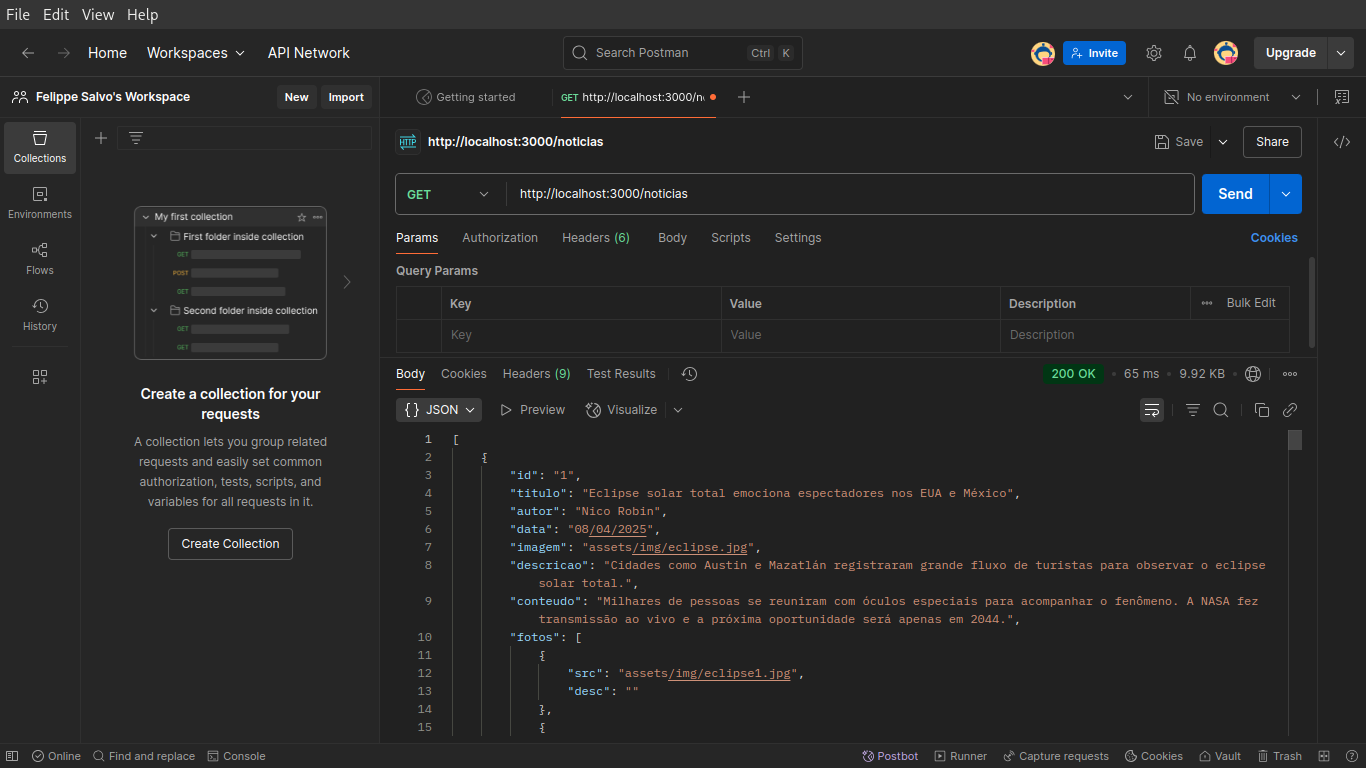 File Edit View Help
Home Workspaces API Network Search Postman Ctrl K Invite Upgrade
Felippe Salvo's Workspace New Import Getting started GET http://localhost:3000/n No environment
Collections
Environments
Flows
History
My first collection
First folder inside collection
GET
POST
GET
Second folder inside collection
GET
GET
Create a collection for your
requests
A collection lets you group related
requests and easily set common
authorization, tests, scripts, and
variables for all requests in it.
Create Collection
HTTP http://localhost:3000/noticias Save Share
GET http://localhost:3000/noticias Send
Params Authorization Headers (6) Body Scripts Settings Cookies
Query Params
Key Value Description Bulk Edit
Key Value Description
Body Cookies Headers (9) Test Results 200 OK 65 ms 9.92 KB
{} JSON Preview Visualize
1 [
2 {
3 "id": "1",
4 "titulo": "Eclipse solar total emociona espectadores nos EUA e México",
5 "autor": "Nico Robin",
6 "data": "08/04/2025",
7 "imagem": "assets/img/eclipse.jpg",
8 "descricao": "Cidades como Austin e Mazatlán registraram grande fluxo de turistas para observar o eclipse
solar total.",
9 "conteudo": "Milhares de pessoas se reuniram com óculos especiais para acompanhar o fenômeno. A NASA fez
transmissão ao vivo e a próxima oportunidade será apenas em 2044.",
10 "fotos": [
11 {
12 "src": "assets/img/eclipse1.jpg",
13 "desc": ""
14 },
15 {
Online Find and replace Console Postbot Runner Capture requests Cookies Vault Trash